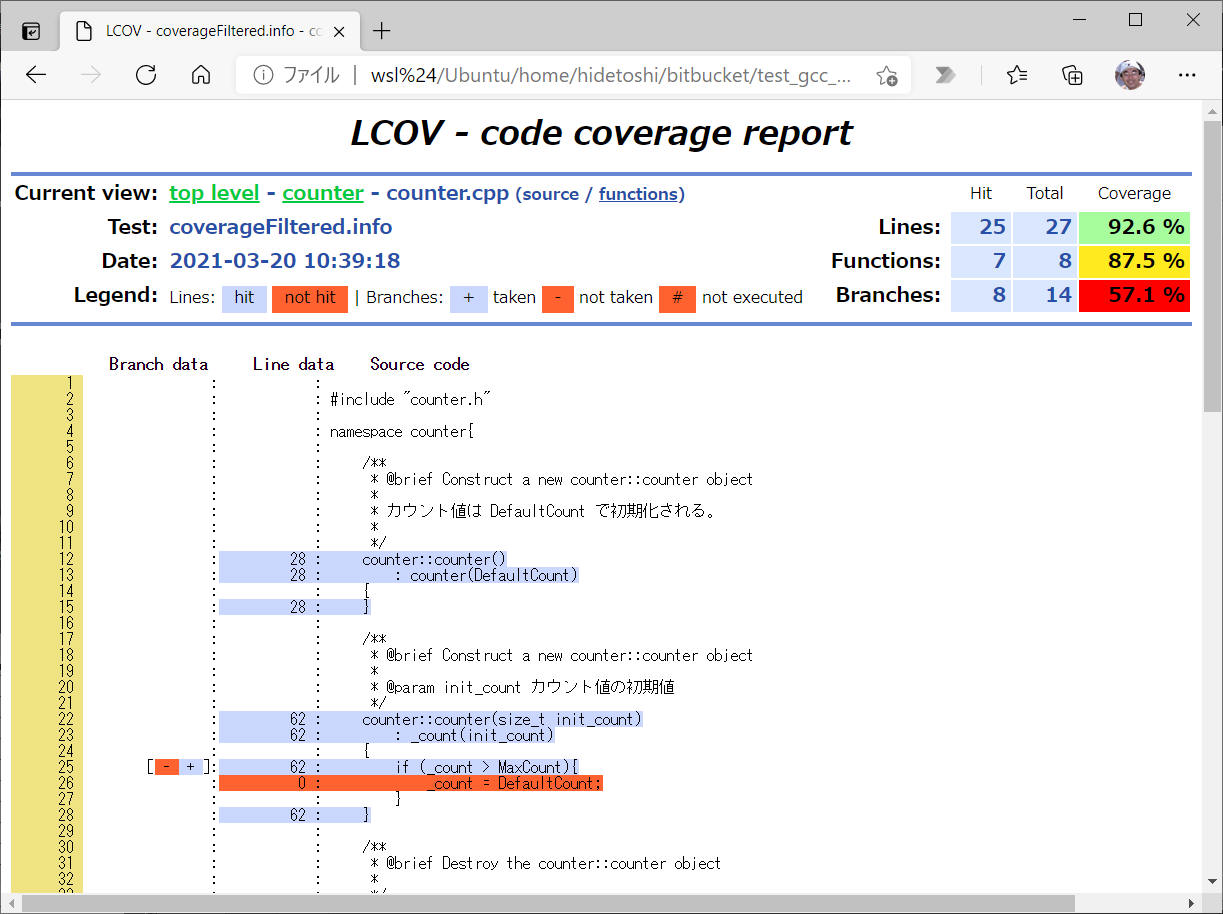 LCOV - coverageFiltered.info - co
ファイル | wsl%24/Ubuntu/home/hidetoshi/bitbucket/test_gcc_...
LCOV - code coverage report
Current view: top level - counter - counter.cpp (source / functions) Hit Total Coverage
Test: coverageFiltered.info Lines: 25 27 92.6 %
Date: 2021-03-20 10:39:18 Functions: 7 8 87.5 %
Legend: Lines: hit not hit | Branches: + taken - not taken # not executed Branches: 8 14 57.1 %
Branch data Line data Source code
1 : :
2 : : #include "counter.h"
3 : :
4 : : namespace counter{
5 : :
6 : : /**
7 : : * @brief Construct a new counter::counter object
8 : : *
9 : : * カウント値は DefaultCount で初期化される。
10 : : *
11 : : */
12 : 28 : counter::counter()
13 : 28 : : counter(DefaultCount)
14 : : {
15 : 28 : }
16 : :
17 : : /**
18 : : * @brief Construct a new counter::counter object
19 : : *
20 : : * @param init_count カウント値の初期値
21 : : */
22 : 62 : counter::counter(size_t init_count)
23 : 62 : : _count(init_count)
24 : : {
25 [ - + ]: 62 : if (_count > MaxCount){
26 : 0 : _count = DefaultCount;
27 : : }
28 : 62 : }
29 : :
30 : : /**
31 : : * @brief Destroy the counter::counter object
32 : : *
33 : : */